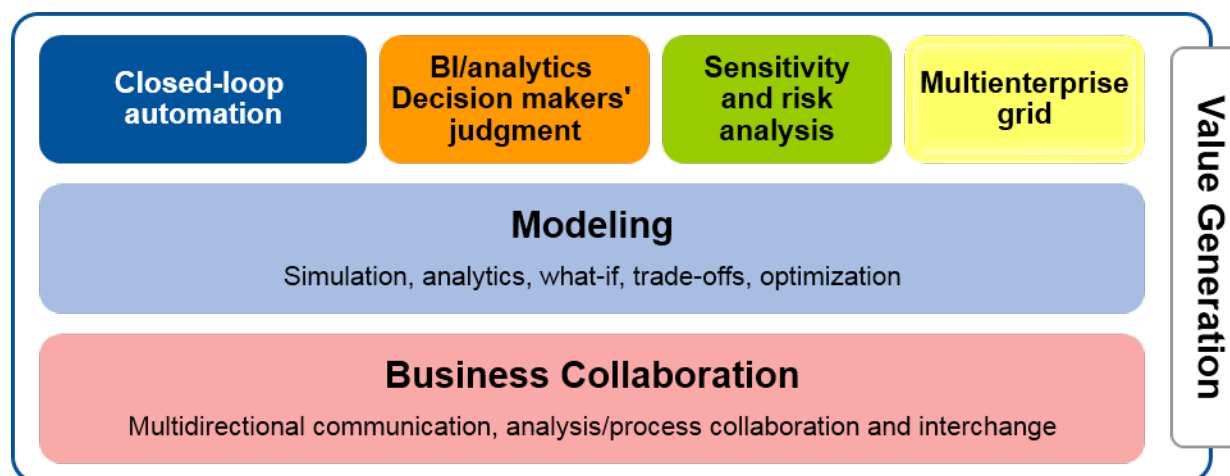 Closed-loop
automation
BI/analytics
Decision makers'
judgment
Sensitivity
and risk
analysis
Multienterprise
grid
Modeling
Simulation, analytics, what-if, trade-offs, optimization
Business Collaboration
Multidirectional communication, analysis/process collaboration and interchange
Value Generation